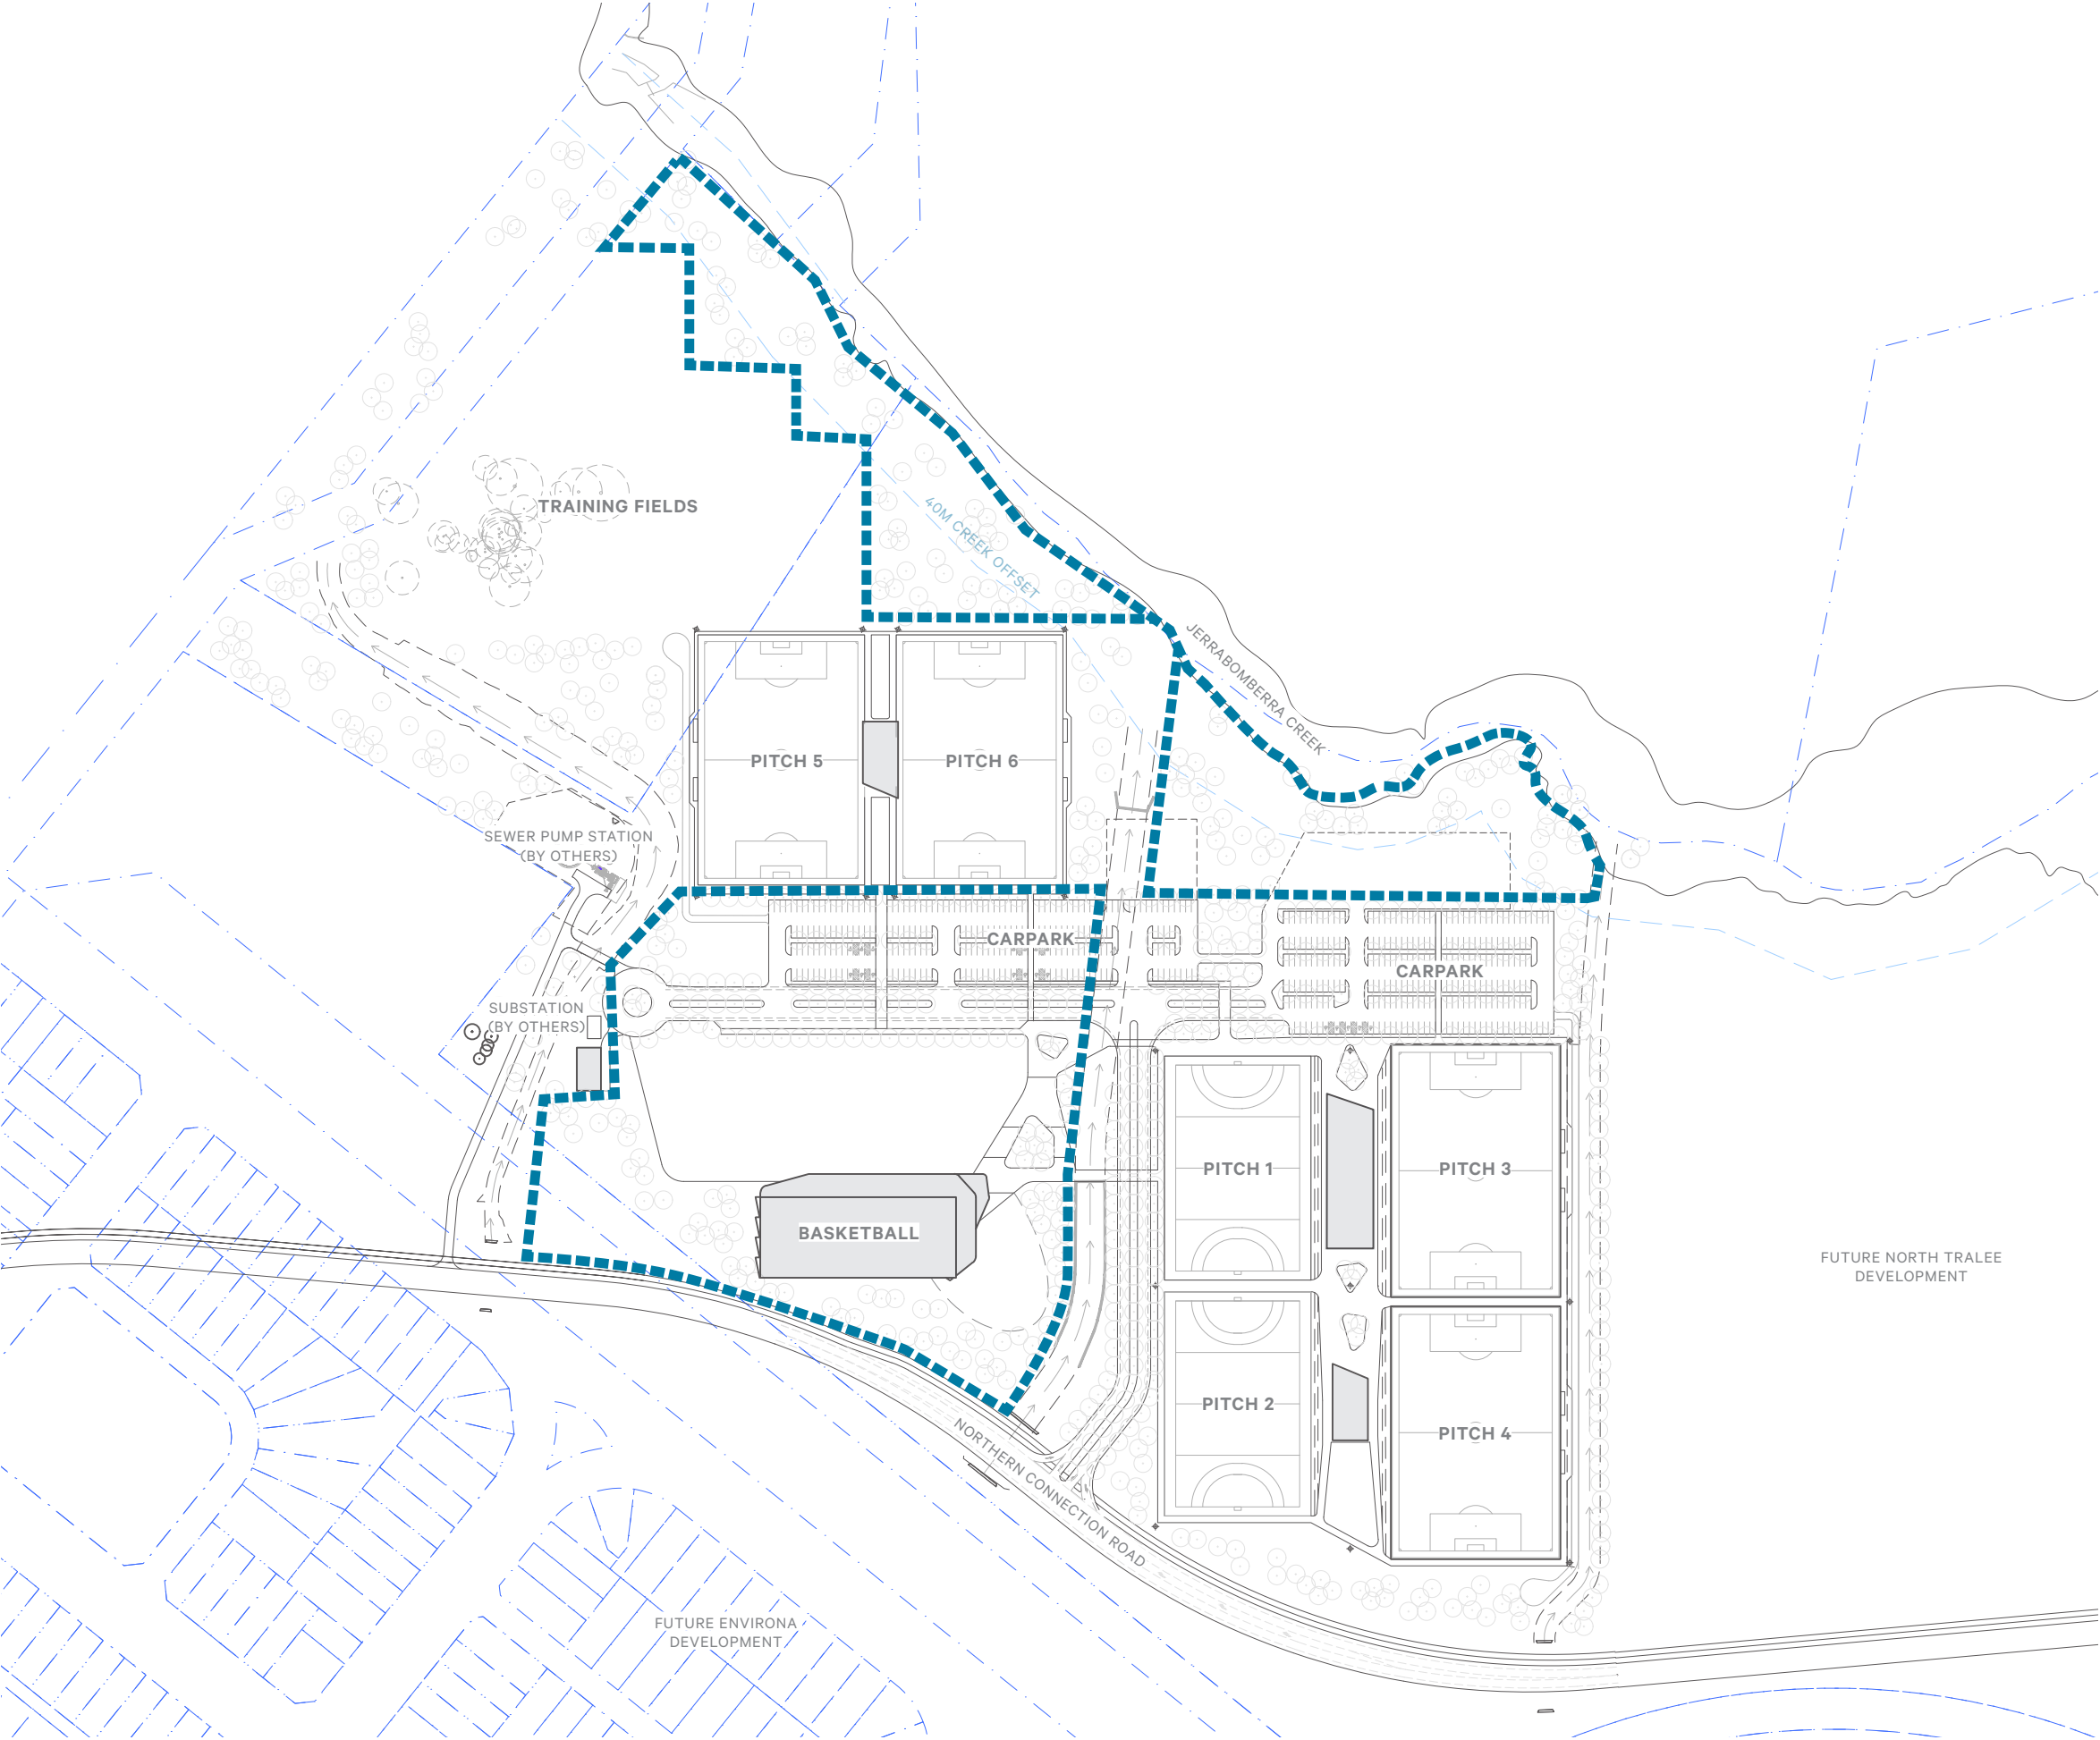 TRAINING FIELDS
40M CREEK OFFSET
JERRABOMBERRA CREEK
PITCH 5
PITCH 6
SEWER PUMP STATION
(BY OTHERS)
CARPARK
CARPARK
SUBSTATION
(BY OTHERS)
PITCH 1
PITCH 3
BASKETBALL
FUTURE NORTH TRALEE
DEVELOPMENT
PITCH 2
PITCH 4
NORTHERN CONNECTION ROAD
FUTURE ENVIRONA
DEVELOPMENT